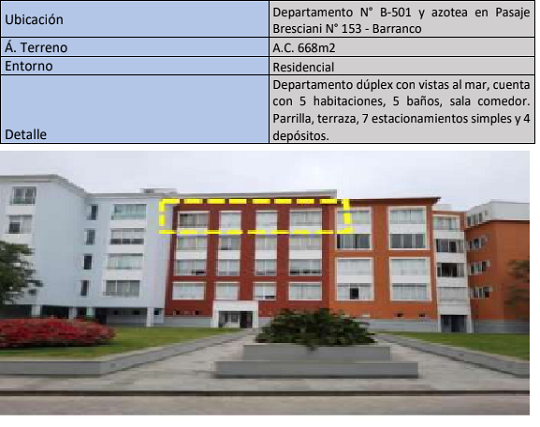 Ubicación
Departamento N° B-501 y azotea en Pasaje
Bresciani N° 153 - Barranco
Á. Terreno
A.C. 668m2
Entorno
Residencial
Detalle
Departamento dúplex con vistas al mar, cuenta
con 5 habitaciones, 5 baños, sala comedor.
Parrilla, terraza, 7 estacionamientos simples y 4
depósitos.